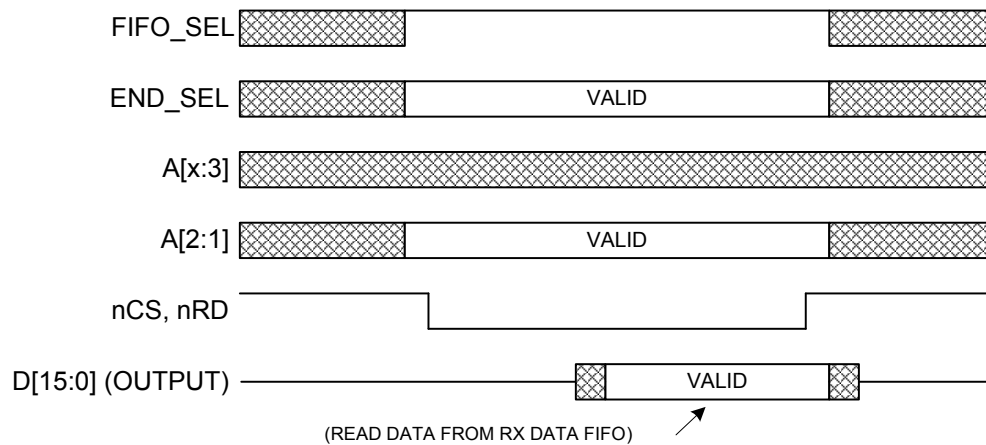 FIFO_SEL
END_SEL
VALID
A[x:3]
A[2:1]
VALID
nCS, nRD
D[15:0] (OUTPUT)
VALID
(READ DATA FROM RX DATA FIFO)